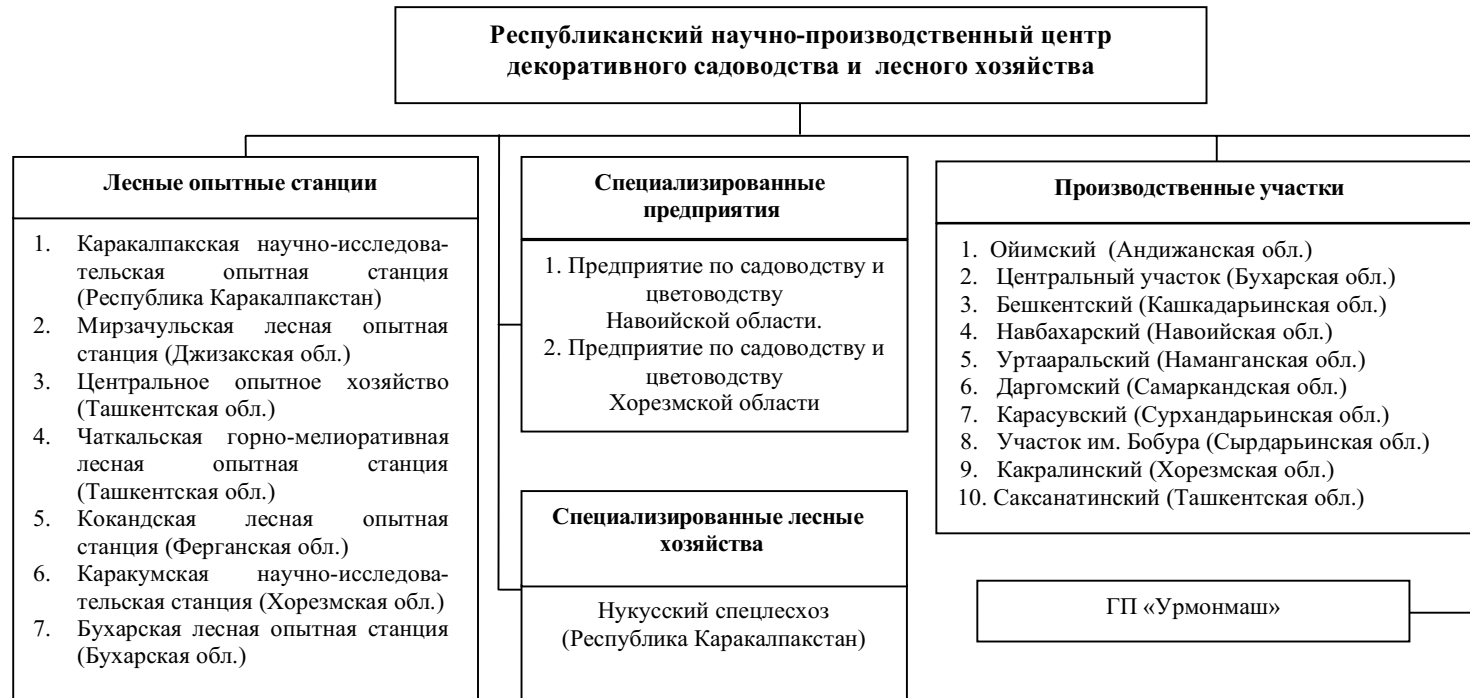 Республиканский научно-производственный центр
декоративного садоводства и лесного хозяйства
Лесные опытные станции
1. Каракалпакская научно-исследова-
тельская опытная станция
(Республика Каракалпакстан)
2. Мирзачульская лесная опытная
станция (Джизакская обл.)
3. Центральное опытное хозяйство
(Ташкентская обл.)
4. Чаткальская горно-мелиоративная
лесная опытная станция
(Ташкентская обл.)
5. Кокандская лесная опытная
станция (Ферганская обл.)
6. Каракумская научно-исследова-
тельская станция (Хорезмская обл.)
7. Бухарская лесная опытная станция
(Бухарская обл.)
Специализированные
предприятия
1. Предприятие по садоводству и
цветоводству
Навоийской области.
2. Предприятие по садоводству и
цветоводству
Хорезмской области
Специализированные лесные
хозяйства
Нукусский спецлесхоз
(Республика Каракалпакстан)
Производственные участки
1. Ойимский (Андижанская обл.)
2. Центральный участок (Бухарская обл.)
3. Бешкентский (Кашкадарьинская обл.)
4. Навбахарский (Навоийская обл.)
5. Уртааральский (Наманганская обл.)
6. Даргомский (Самаркандская обл.)
7. Карасувский (Сурхандарьинская обл.)
8. Участок им. Бобура (Сырдарьинская обл.)
9. Какралинский (Хорезмская обл.)
10. Саксанатинский (Ташкентская обл.)
ГП «Урмонмаш»